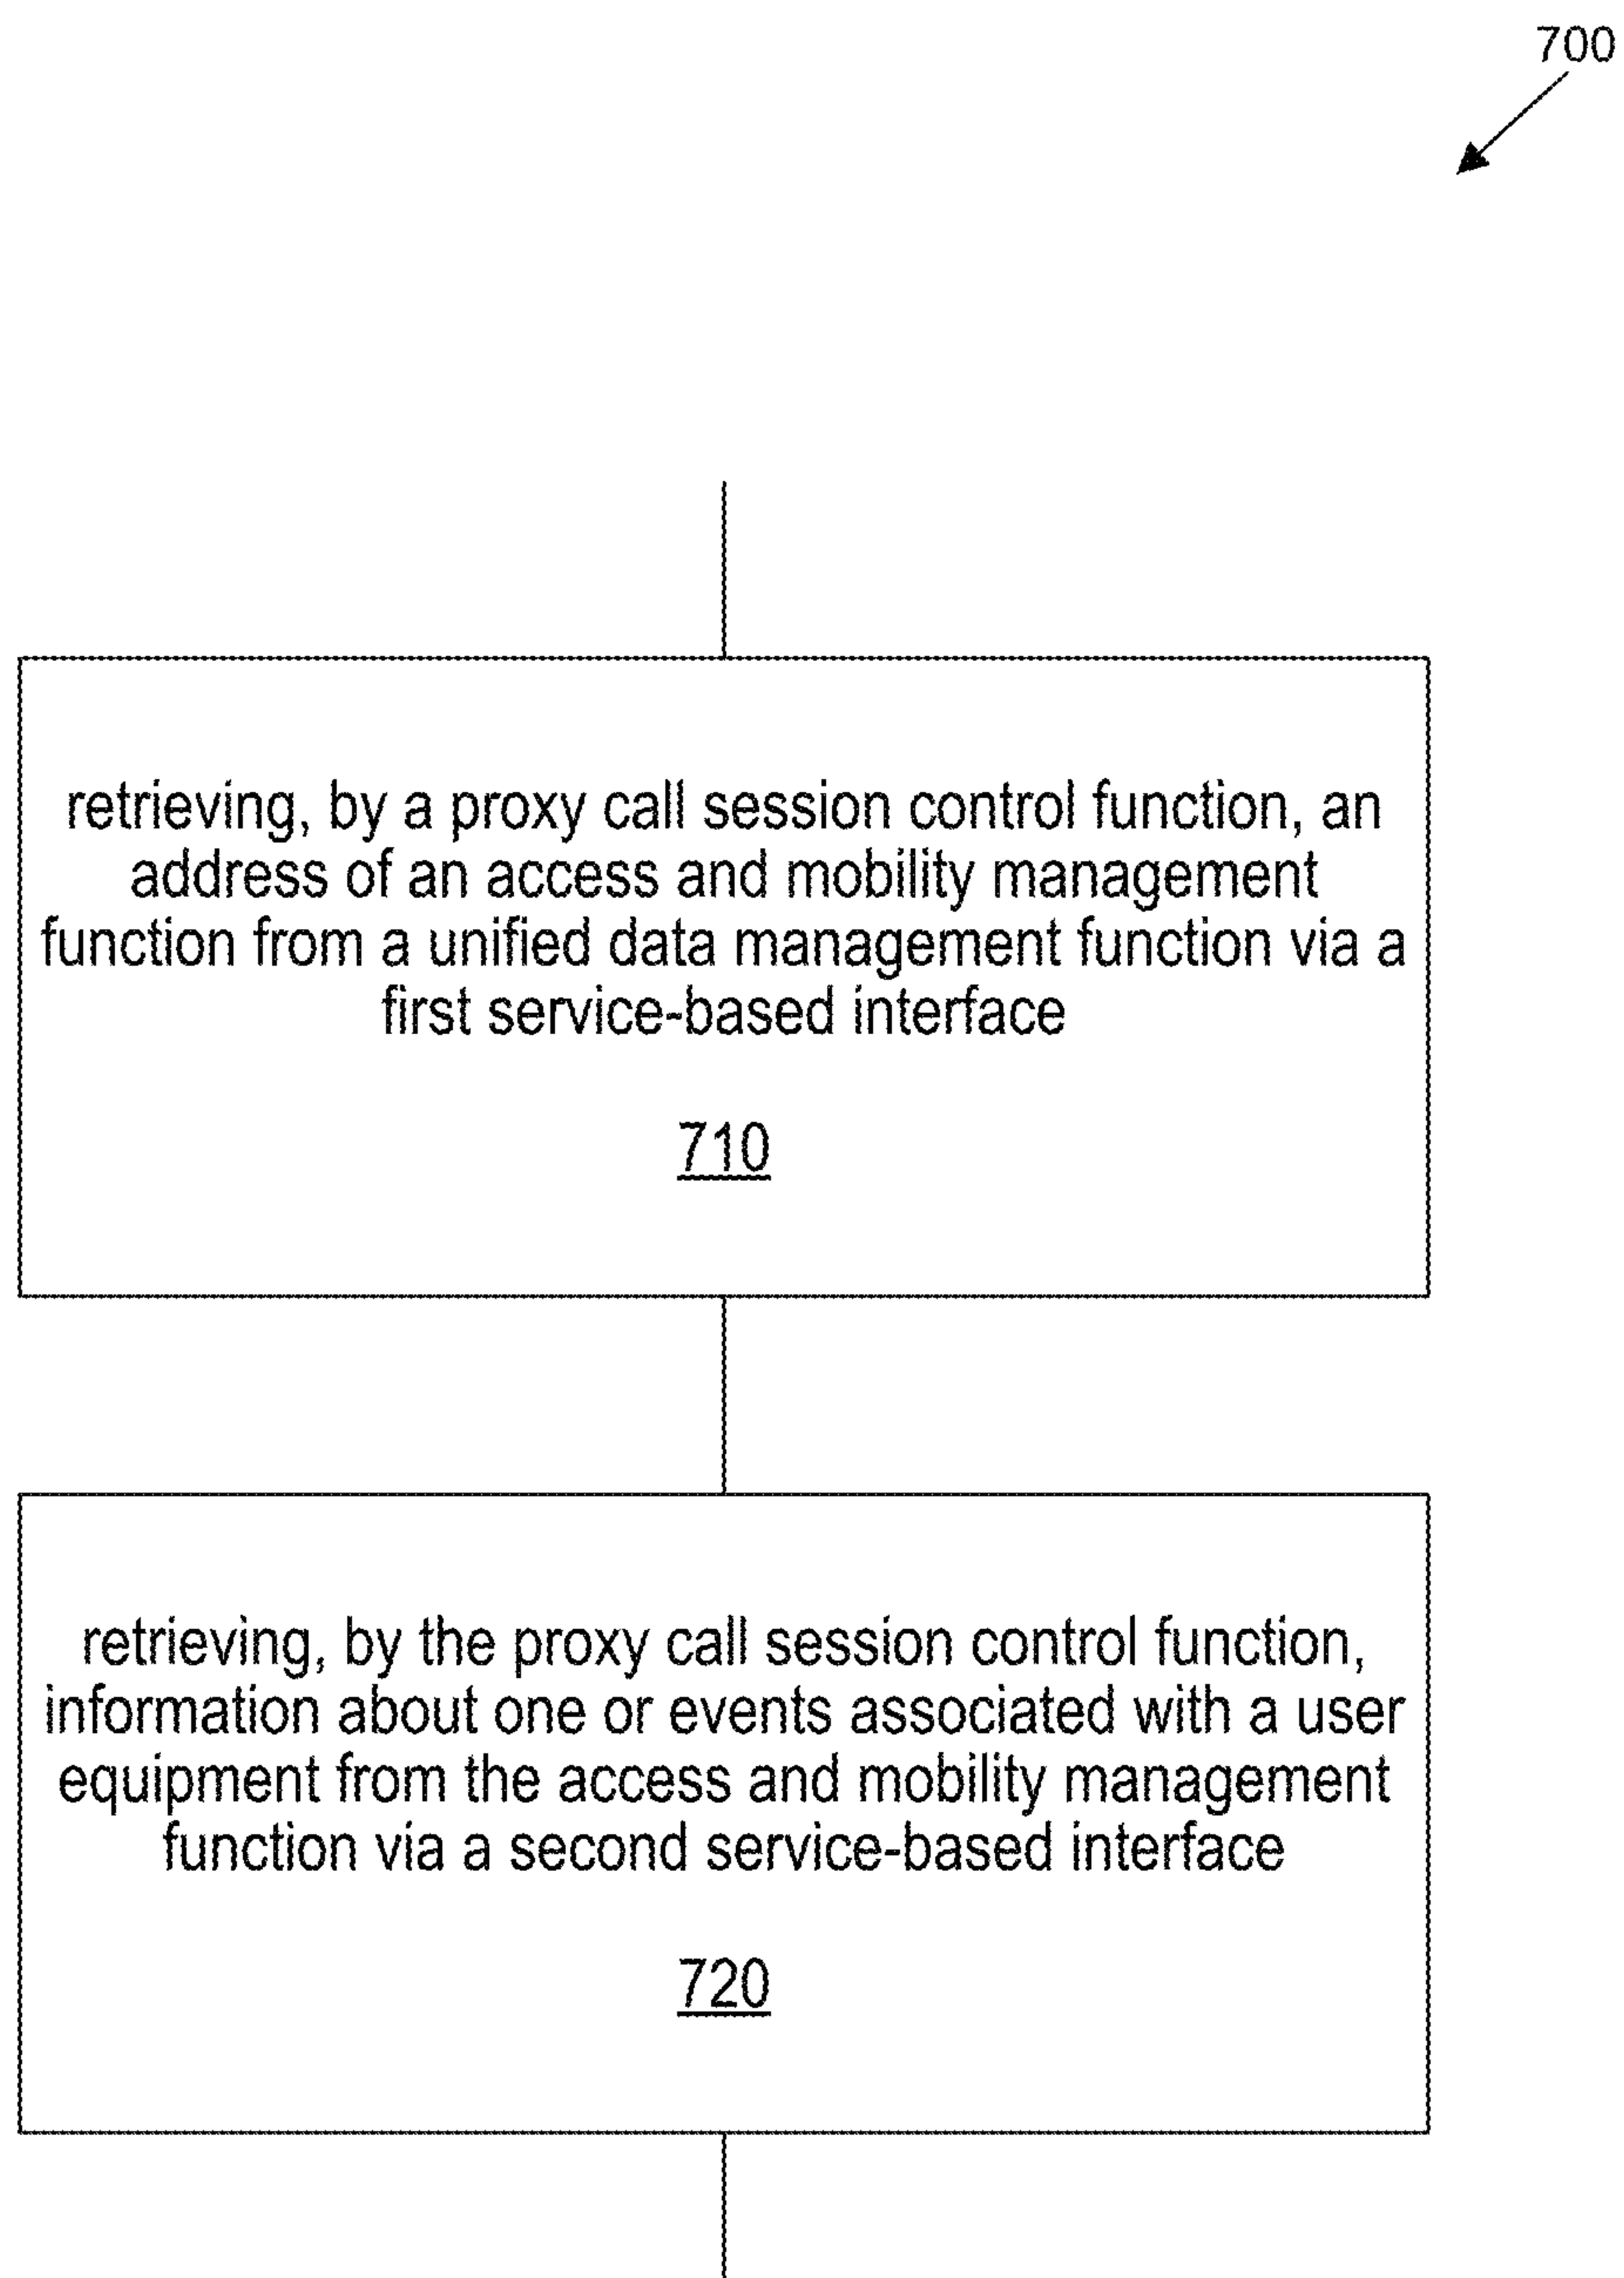 700
retrieving, by a proxy call session control function, an
address of an access and mobility management
function from a unified data management function via a
first service-based interface
710
retrieving, by the proxy call session control function,
information about one or events associated with a user
equipment from the access and mobility management
function via a second service-based interface
720